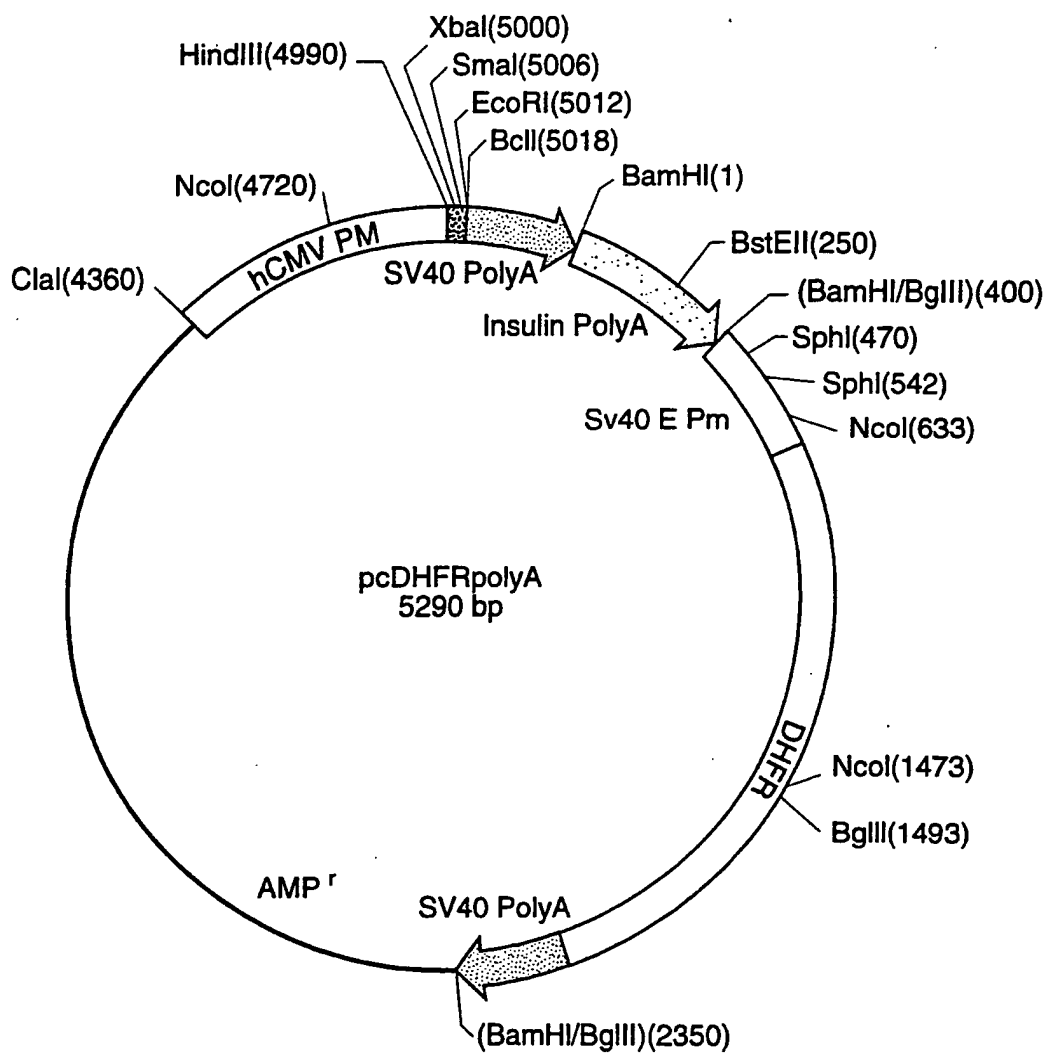 XbaI(5000)
HindIII(4990)
SmaI(5006)
EcoRI(5012)
BclI(5018)
NcoI(4720)
BamHI(1)
hCMV PM
BstEII(250)
ClaI(4360)
SV40 PolyA
(BamHI/BglII)(400)
Insulin PolyA
SphI(470)
SphI(542)
Sv40 E Pm
NcoI(633)
pcDHFRpolyA
5290 bp
DHFR
NcoI(1473)
BglII(1493)
AMP r
SV40 PolyA
(BamHI/BglII)(2350)